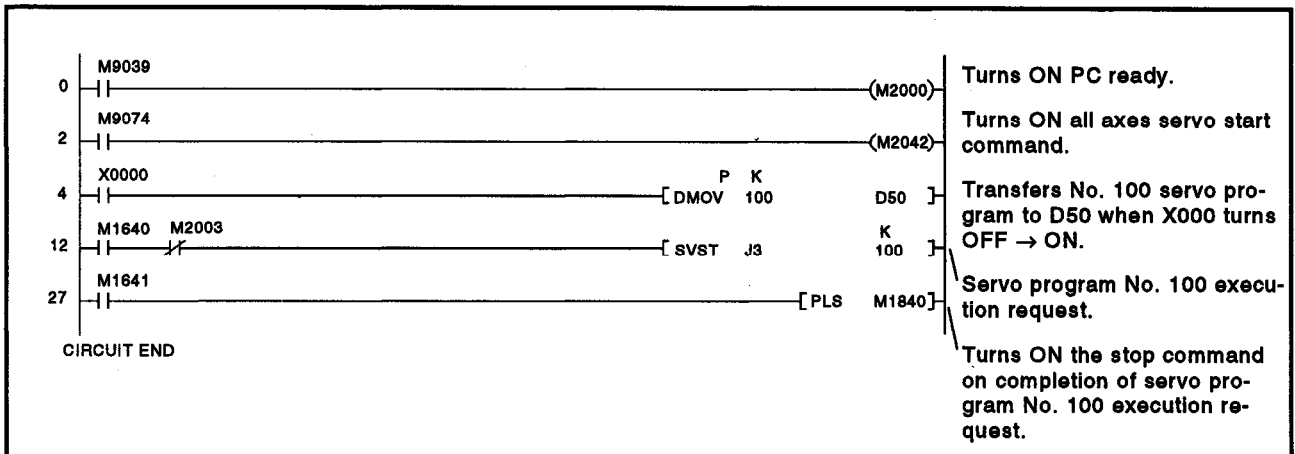 M9039
0 (M2000)
Turns ON PC ready.
M9074
2 (M2042)
Turns ON all axes servo start
command.
X0000 P K
4 [DMOV 100 D50 ]
Transfers No. 100 servo pro-
gram to D50 when X000 turns
OFF → ON.
M1640 M2003 K
12 [ SVST J3 100 ]
Servo program No. 100 execu-
tion request.
M1641
27 [PLS M1840]
CIRCUIT END
Turns ON the stop command
on completion of servo pro-
gram No. 100 execution re-
quest.